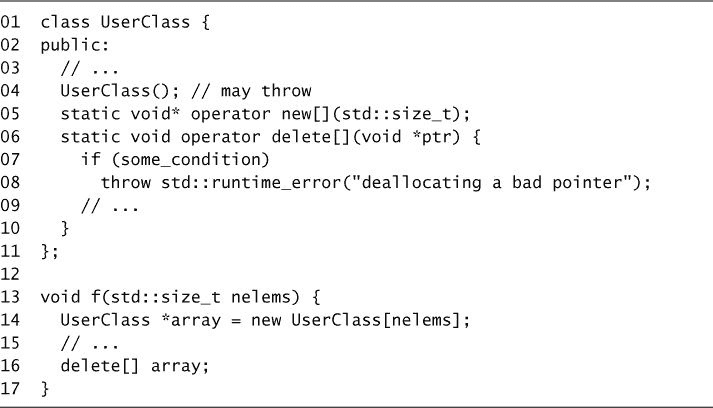 01 class UserClass {
02 public:
03   // ...
04   UserClass(); // may throw
05   static void* operator new[](std::size_t);
06   static void operator delete[](void *ptr) {
07     if (some_condition)
08       throw std::runtime_error("deallocating a bad pointer");
09     // ...
10   }
11 };
12
13 void f(std::size_t nelems) {
14   UserClass *array = new UserClass[nelems];
15   // ...
16   delete[] array;
17 }